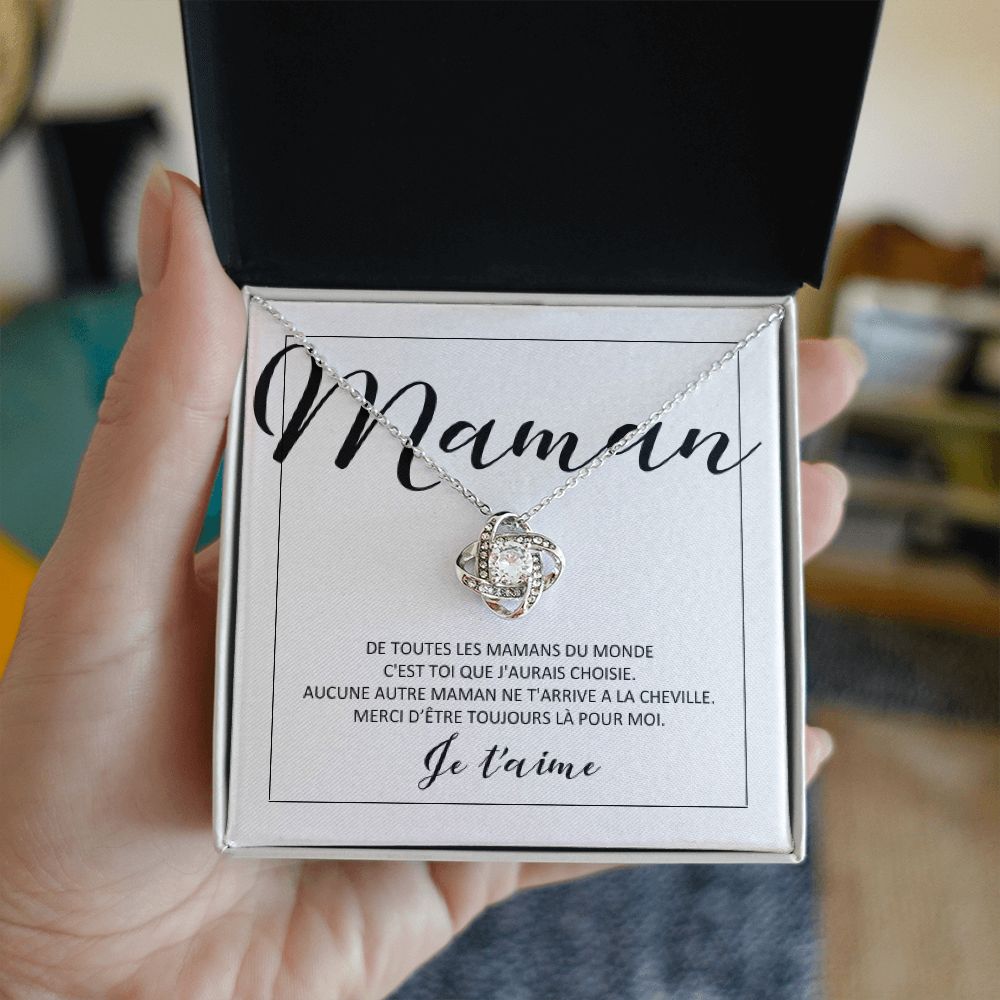 Maman
DE TOUTES LES MAMANS DU MONDE
C'EST TOI QUE J'AURAIS CHOISIE.
AUCUNE AUTRE MAMAN NE T'ARRIVE A LA CHEVILLE.
MERCI D’ÊTRE TOUJOURS LÀ POUR MOI.
Je t'aime